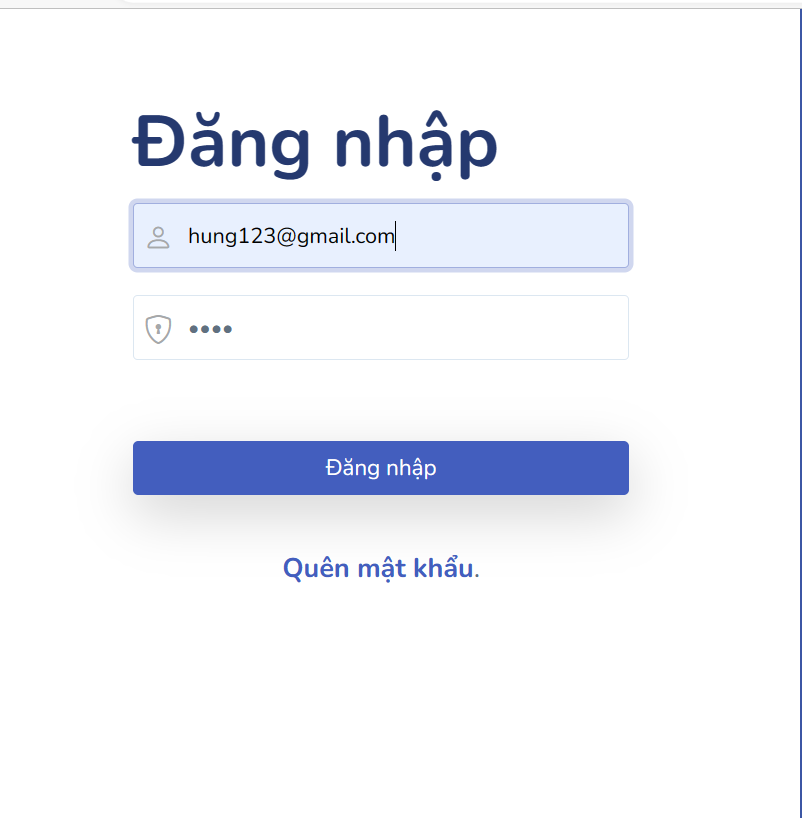 Đăng nhập
hung123@gmail.com
••••
Đăng nhập
Quên mật khẩu.